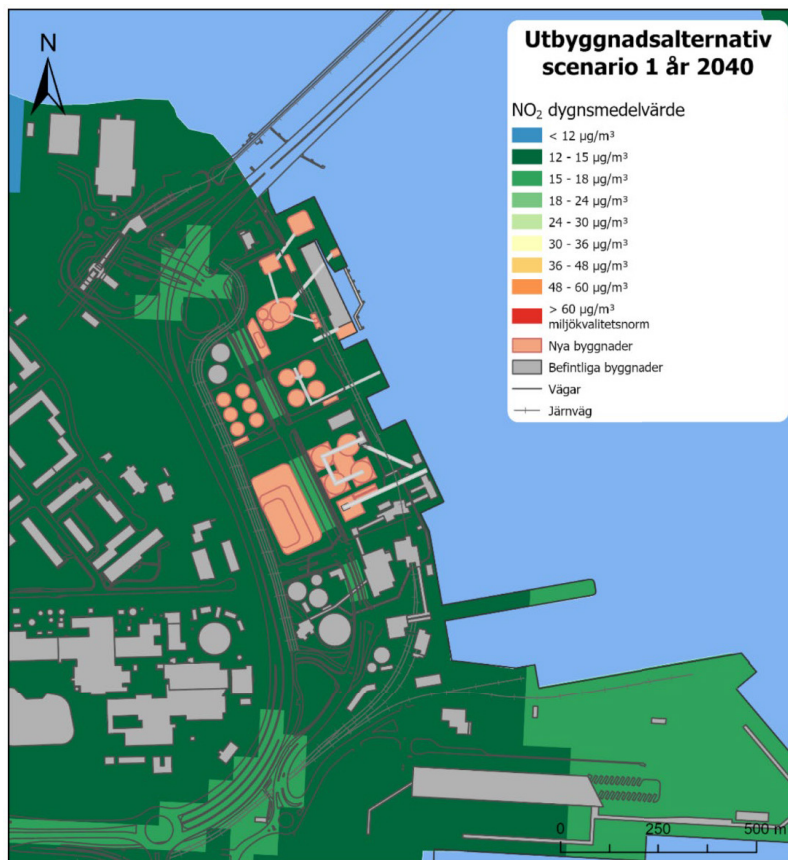 N
Utbyggnadsalternativ
scenario 1 år 2040
NO₂ dygnsmedelvärde
< 12 µg/m³
12 - 15 µg/m³
15 - 18 µg/m³
18 - 24 µg/m³
24 - 30 µg/m³
30 - 36 µg/m³
36 - 48 µg/m³
48 - 60 µg/m³
> 60 µg/m³
miljökvalitetsnorm
Nya byggnader
Befintliga byggnader
Vägar
Järnväg
0 250 500 m